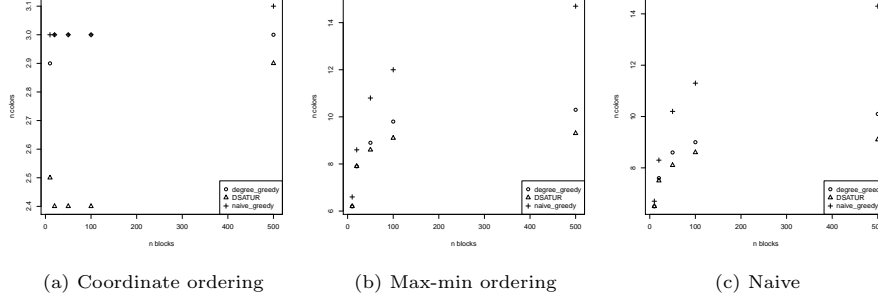 3.1
3.0
2.9
2.8
2.7
2.6
2.5
2.4
n colors
0 100 200 300 400 500
n blocks
degree_greedy
DSATUR
naive_greedy
14
12
10
8
6
n colors
0 100 200 300 400 500
n blocks
degree_greedy
DSATUR
naive_greedy
14
12
10
8
n colors
0 100 200 300 400 500
n blocks
degree_greedy
DSATUR
naive_greedy
(a) Coordinate ordering
(b) Max-min ordering
(c) Naive